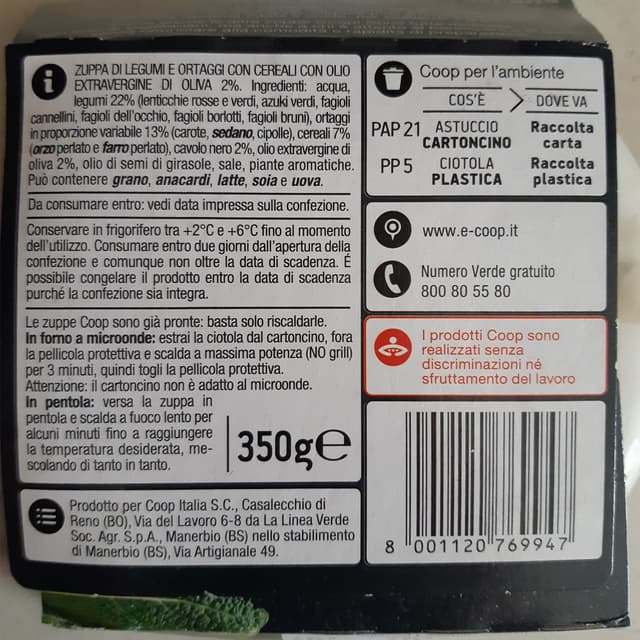 ZUPPA DI LEGUMI E ORTAGGI CON CEREALI CON OLIO
EXTRAVERGINE DI OLIVA 2%. Ingredienti: acqua,
legumi 22% (lenticchie rosse e verdi, azuki verdi, fagioli
cannellini, fagioli dell'occhio, fagioli borlotti, fagioli bruni), ortaggi
in proporzione variabile 13% (carote, sedano, cipolle), cereali 7%
(orzo perlato e farro perlato), cavolo nero 2%, olio extravergine di
oliva 2%, olio di semi di girasole, sale, piante aromatiche.
Può contenere grano, anacardi, latte, soia e uova.
Da consumare entro: vedi data impressa sulla confezione.
Conservare in frigorifero tra +2°C e +6°C fino al momento
dell'utilizzo. Consumare entro due giorni dall'apertura della
confezione e comunque non oltre la data di scadenza. É
possibile congelare il prodotto entro la data di scadenza
purché la confezione sia integra.
Le zuppe Coop sono già pronte: basta solo riscaldarle.
In forno a microonde: estrai la ciotola dal cartoncino, fora
la pellicola protettiva e scalda a massima potenza (NO grill)
per 3 minuti, quindi togli la pellicola protettiva.
Attenzione: il cartoncino non è adatto al microonde.
In pentola: versa la zuppa in
pentola e scalda a fuoco lento per
alcuni minuti fino a raggiungere
la temperatura desiderata, me-
scolando di tanto in tanto.
350g e
Prodotto per Coop Italia S.C., Casalecchio di
Reno (BO), Via del Lavoro 6-8 da La Linea Verde
Soc. Agr. S.p.A., Manerbio (BS) nello stabilimento
di Manerbio (BS), Via Artigianale 49.
Coop per l'ambiente
COS'È DOVE VA
PAP 21 ASTUCCIO CARTONCINO Raccolta carta
PP 5 CIOTOLA PLASTICA Raccolta plastica
www.e-coop.it
Numero Verde gratuito
800 80 55 80
I prodotti Coop sono
realizzati senza
discriminazioni né
sfruttamento del lavoro
8 001120 769947